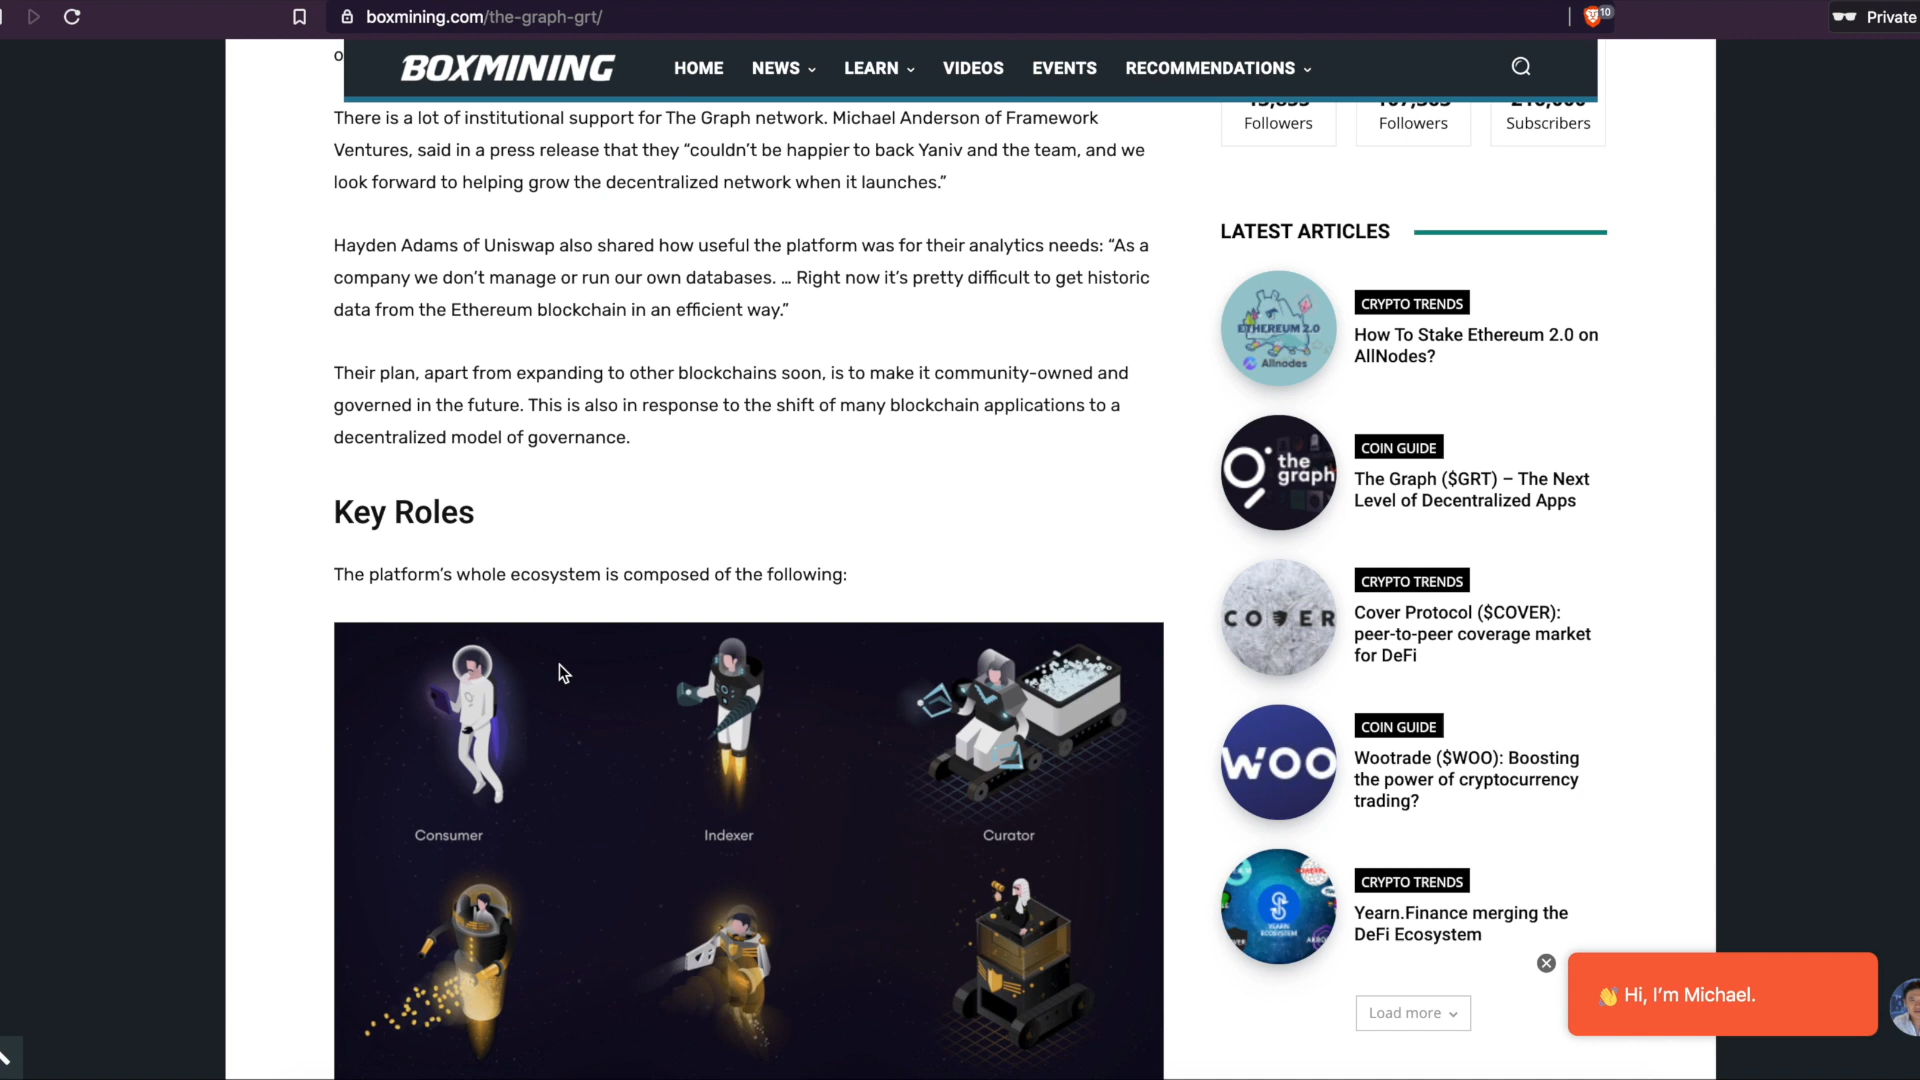 boxmining.com/the-graph-grt/
10
Private
BOXMINING
HOME NEWS LEARN VIDEOS EVENTS RECOMMENDATIONS
There is a lot of institutional support for The Graph network. Michael Anderson of Framework
Ventures, said in a press release that they “couldn’t be happier to back Yaniv and the team, and we
look forward to helping grow the decentralized network when it launches.”
Hayden Adams of Uniswap also shared how useful the platform was for their analytics needs: “As a
company we don’t manage or run our own databases. … Right now it’s pretty difficult to get historic
data from the Ethereum blockchain in an efficient way.”
Their plan, apart from expanding to other blockchains soon, is to make it community-owned and
governed in the future. This is also in response to the shift of many blockchain applications to a
decentralized model of governance.
Key Roles
The platform’s whole ecosystem is composed of the following:
Consumer
Indexer
Curator
Followers
Followers
Subscribers
LATEST ARTICLES
ETHEREUM 2.0
Allnodes
CRYPTO TRENDS
How To Stake Ethereum 2.0 on
AllNodes?
the
graph
COIN GUIDE
The Graph ($GRT) – The Next
Level of Decentralized Apps
COVER
CRYPTO TRENDS
Cover Protocol ($COVER):
peer-to-peer coverage market
for DeFi
WOO
COIN GUIDE
Wootrade ($WOO): Boosting
the power of cryptocurrency
trading?
YEARN
ECOSYSTEM
CRYPTO TRENDS
Yearn.Finance merging the
DeFi Ecosystem
Load more
👋 Hi, I’m Michael.